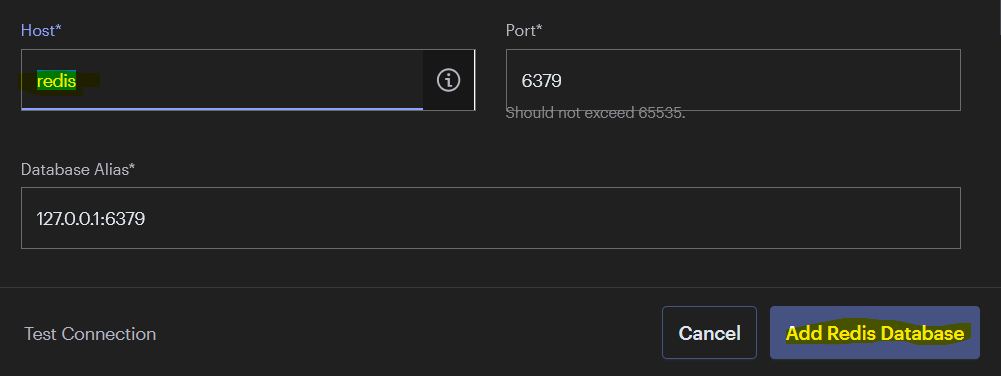 Host*
Port*
redis
6379
Should not exceed 65535.
Database Alias*
127.0.0.1:6379
Test Connection
Cancel
Add Redis Database